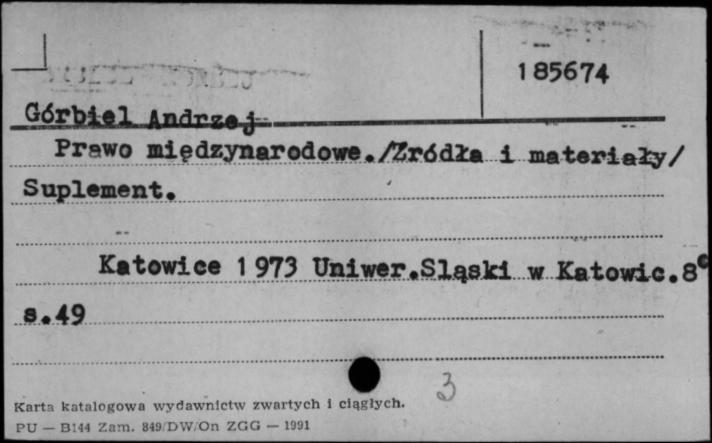 185674
Górbiel Andrzej
Prawo międzynarodowe./Źródła i materiały/
Suplement.
Katowice 1973 Uniwer.Sląski w Katowic.8°
s.49
3
Karta katalogowa wydawnictw zwartych i ciągłych.
PU — B144 Zam. 849/DW/On ZGG — 1991